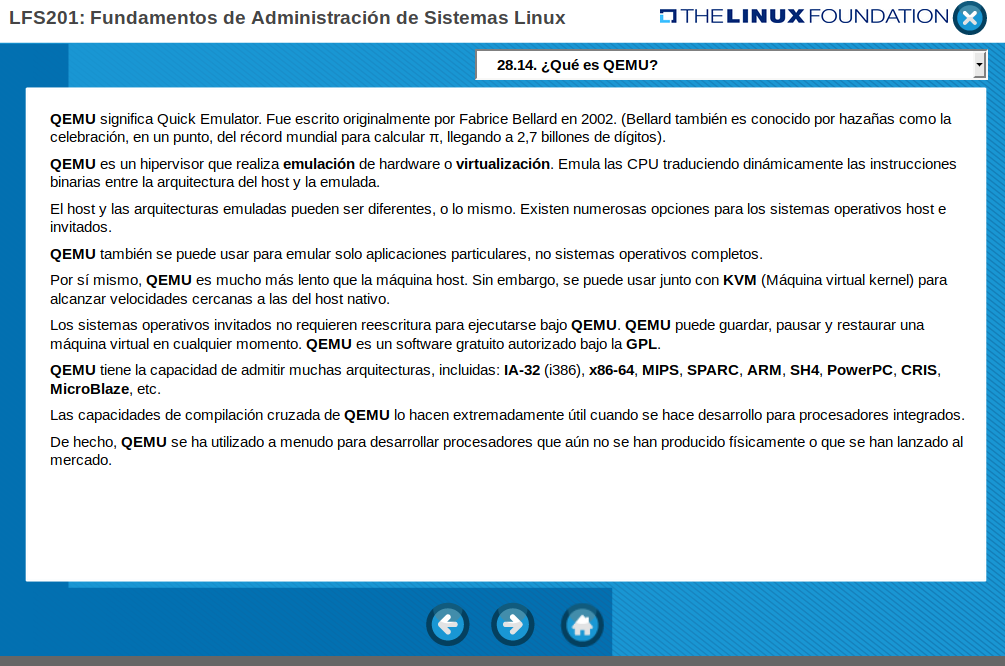 LFS201: Fundamentos de Administración de Sistemas Linux
THE LINUX FOUNDATION
28.14. ¿Qué es QEMU?
QEMU significa Quick Emulator. Fue escrito originalmente por Fabrice Bellard en 2002. (Bellard también es conocido por hazañas como la
celebración, en un punto, del récord mundial para calcular π, llegando a 2,7 billones de dígitos).
QEMU es un hipervisor que realiza emulación de hardware o virtualización. Emula las CPU traduciendo dinámicamente las instrucciones
binarias entre la arquitectura del host y la emulada.
El host y las arquitecturas emuladas pueden ser diferentes, o lo mismo. Existen numerosas opciones para los sistemas operativos host e
invitados.
QEMU también se puede usar para emular solo aplicaciones particulares, no sistemas operativos completos.
Por sí mismo, QEMU es mucho más lento que la máquina host. Sin embargo, se puede usar junto con KVM (Máquina virtual kernel) para
alcanzar velocidades cercanas a las del host nativo.
Los sistemas operativos invitados no requieren reescritura para ejecutarse bajo QEMU. QEMU puede guardar, pausar y restaurar una
máquina virtual en cualquier momento. QEMU es un software gratuito autorizado bajo la GPL.
QEMU tiene la capacidad de admitir muchas arquitecturas, incluidas: IA-32 (i386), x86-64, MIPS, SPARC, ARM, SH4, PowerPC, CRIS,
MicroBlaze, etc.
Las capacidades de compilación cruzada de QEMU lo hacen extremadamente útil cuando se hace desarrollo para procesadores integrados.
De hecho, QEMU se ha utilizado a menudo para desarrollar procesadores que aún no se han producido físicamente o que se han lanzado al
mercado.